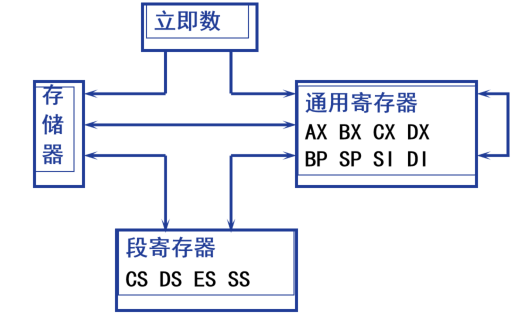 立即数
存
储
器
通用寄存器
AX BX CX DX
BP SP SI DI
段寄存器
CS DS ES SS